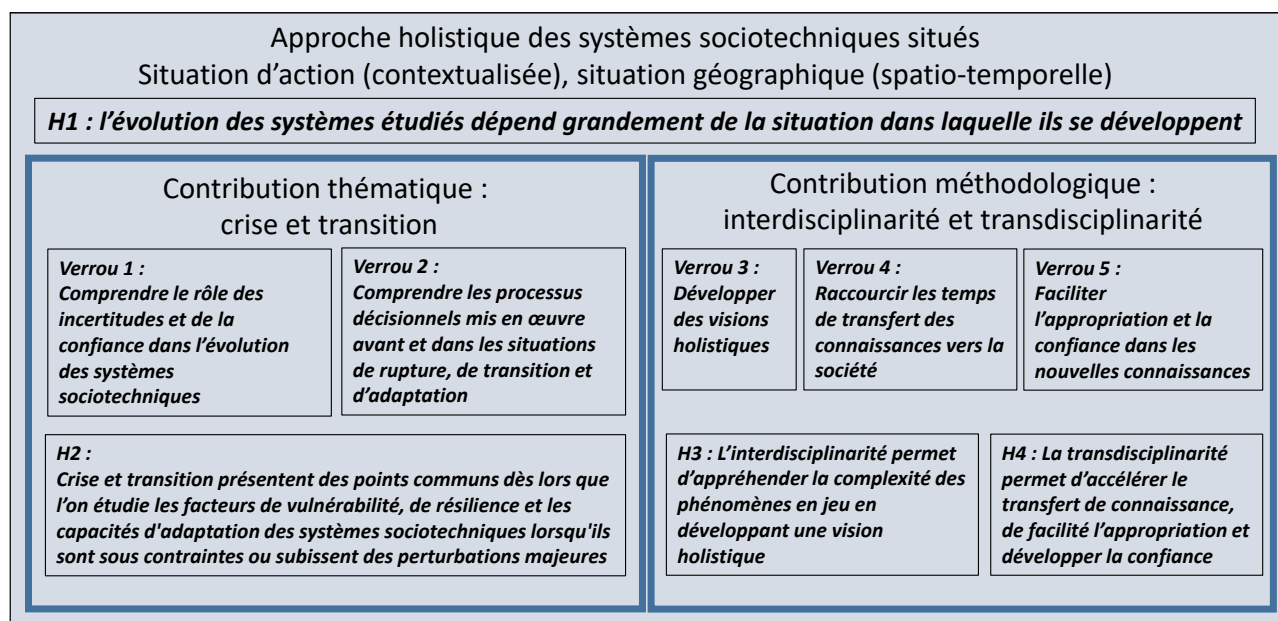 Approche holistique des systèmes sociotechniques situés
Situation d’action (contextualisée), situation géographique (spatio-temporelle)
H1 : l’évolution des systèmes étudiés dépend grandement de la situation dans laquelle ils se développent
Contribution thématique :
crise et transition
Verrou 1 :
Comprendre le rôle des
incertitudes et de la
confiance dans l’évolution
des systèmes
sociotechniques
Verrou 2 :
Comprendre les processus
décisionnels mis en œuvre
avant et dans les situations
de rupture, de transition et
d’adaptation
H2 :
Crise et transition présentent des points communs dès lors que
l’on étudie les facteurs de vulnérabilité, de résilience et les
capacités d'adaptation des systèmes sociotechniques lorsqu'ils
sont sous contraintes ou subissent des perturbations majeures
Contribution méthodologique :
interdisciplinarité et transdisciplinarité
Verrou 3 :
Développer
des visions
holistiques
Verrou 4 :
Raccourcir les temps
de transfert des
connaissances vers la
société
Verrou 5 :
Faciliter
l’appropriation et la
confiance dans les
nouvelles connaissances
H3 : L’interdisciplinarité permet
d’appréhender la complexité des
phénomènes en jeu en
développant une vision
holistique
H4 : La transdisciplinarité
permet d’accélérer le
transfert de connaissance,
de facilité l’appropriation et
développer la confiance